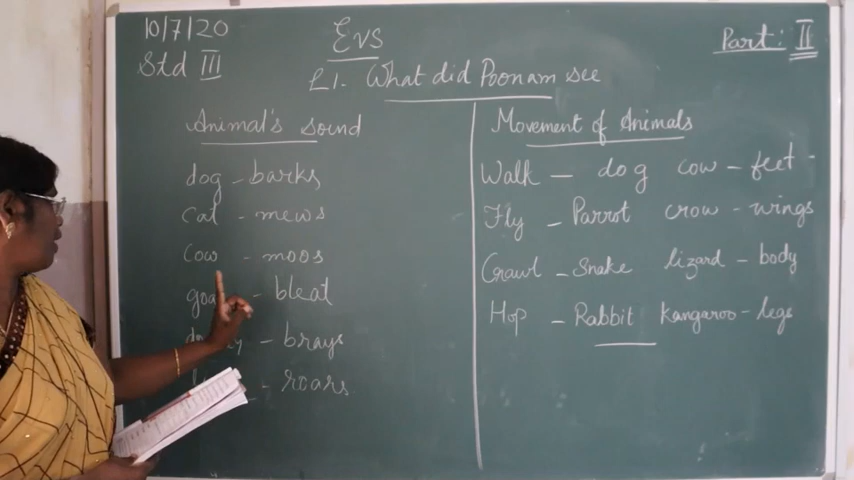 10/7/20
EVS
Part: II
Std III
L1. What did Poonam see
Animal's sound
dog - barks
cat - mews
cow - moos
- bleat
- brays
- roars
Movement of Animals
Walk - dog cow - feet -
Fly - Parrot crow - wings
Crawl - Snake lizard - body
Hop - Rabbit kangaroo - legs